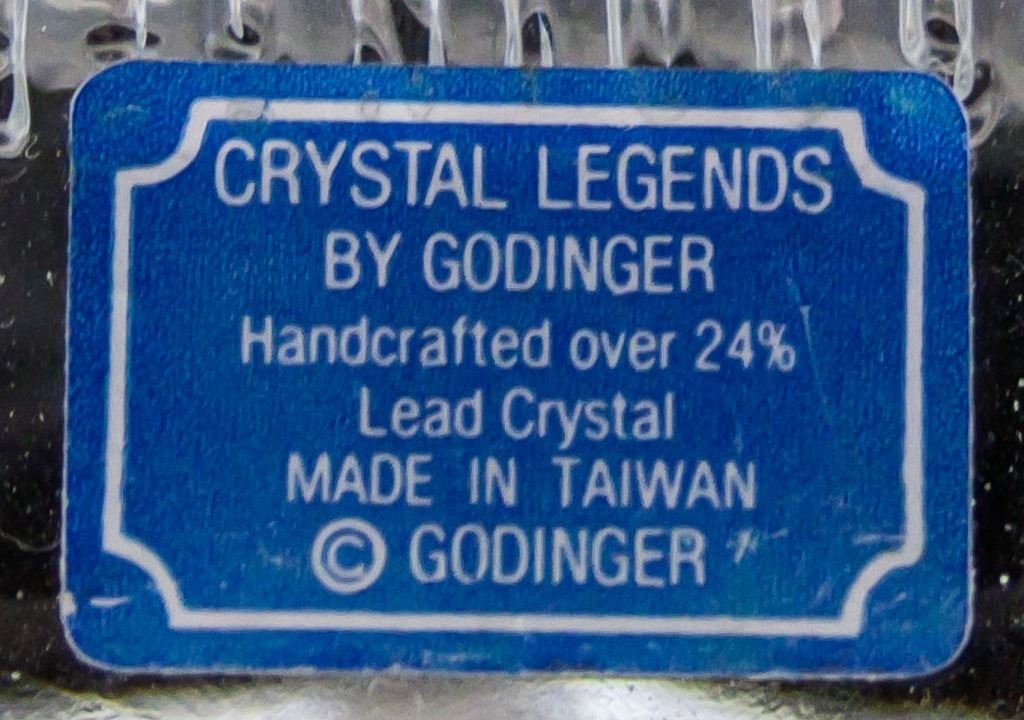 CRYSTAL LEGENDS
BY GODINGER
Handcrafted over 24%
Lead Crystal
MADE IN TAIWAN
© GODINGER